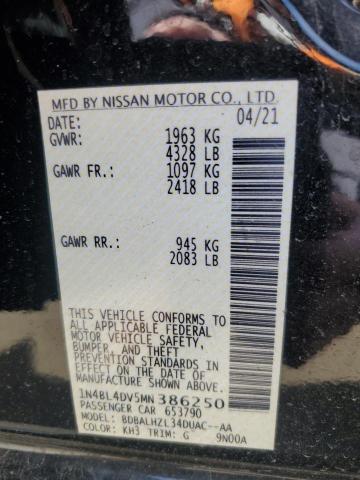 MFD BY NISSAN MOTOR CO., LTD.
DATE: 04/21
GVWR: 1963 KG
4328 LB
GAWR FR: 1097 KG
2418 LB
GAWR RR: 945 KG
2083 LB
THIS VEHICLE CONFORMS TO
ALL APPLICABLE FEDERAL
MOTOR VEHICLE SAFETY,
BUMPER, AND THEFT
PREVENTION STANDARDS IN
EFFECT ON THE DATE OF
MANUFACTURE SHOWN ABOVE.
1N4BL4DV5MN386250
PASSENGER CAR 653790
BDBALHZL34DUAC--AA
COLOR: KH3 TRIM: G 9N00A